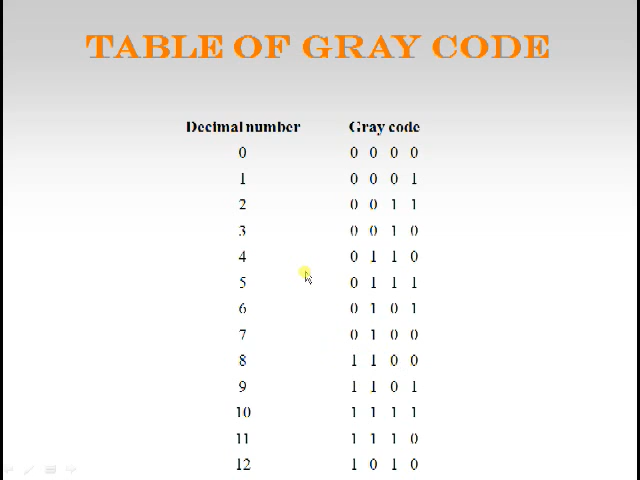 TABLE OF GRAY CODE
Decimal number Gray code
0 0 0 0 0
1 0 0 0 1
2 0 0 1 1
3 0 0 1 0
4 0 1 1 0
5 0 1 1 1
6 0 1 0 1
7 0 1 0 0
8 1 1 0 0
9 1 1 0 1
10 1 1 1 1
11 1 1 1 0
12 1 0 1 0